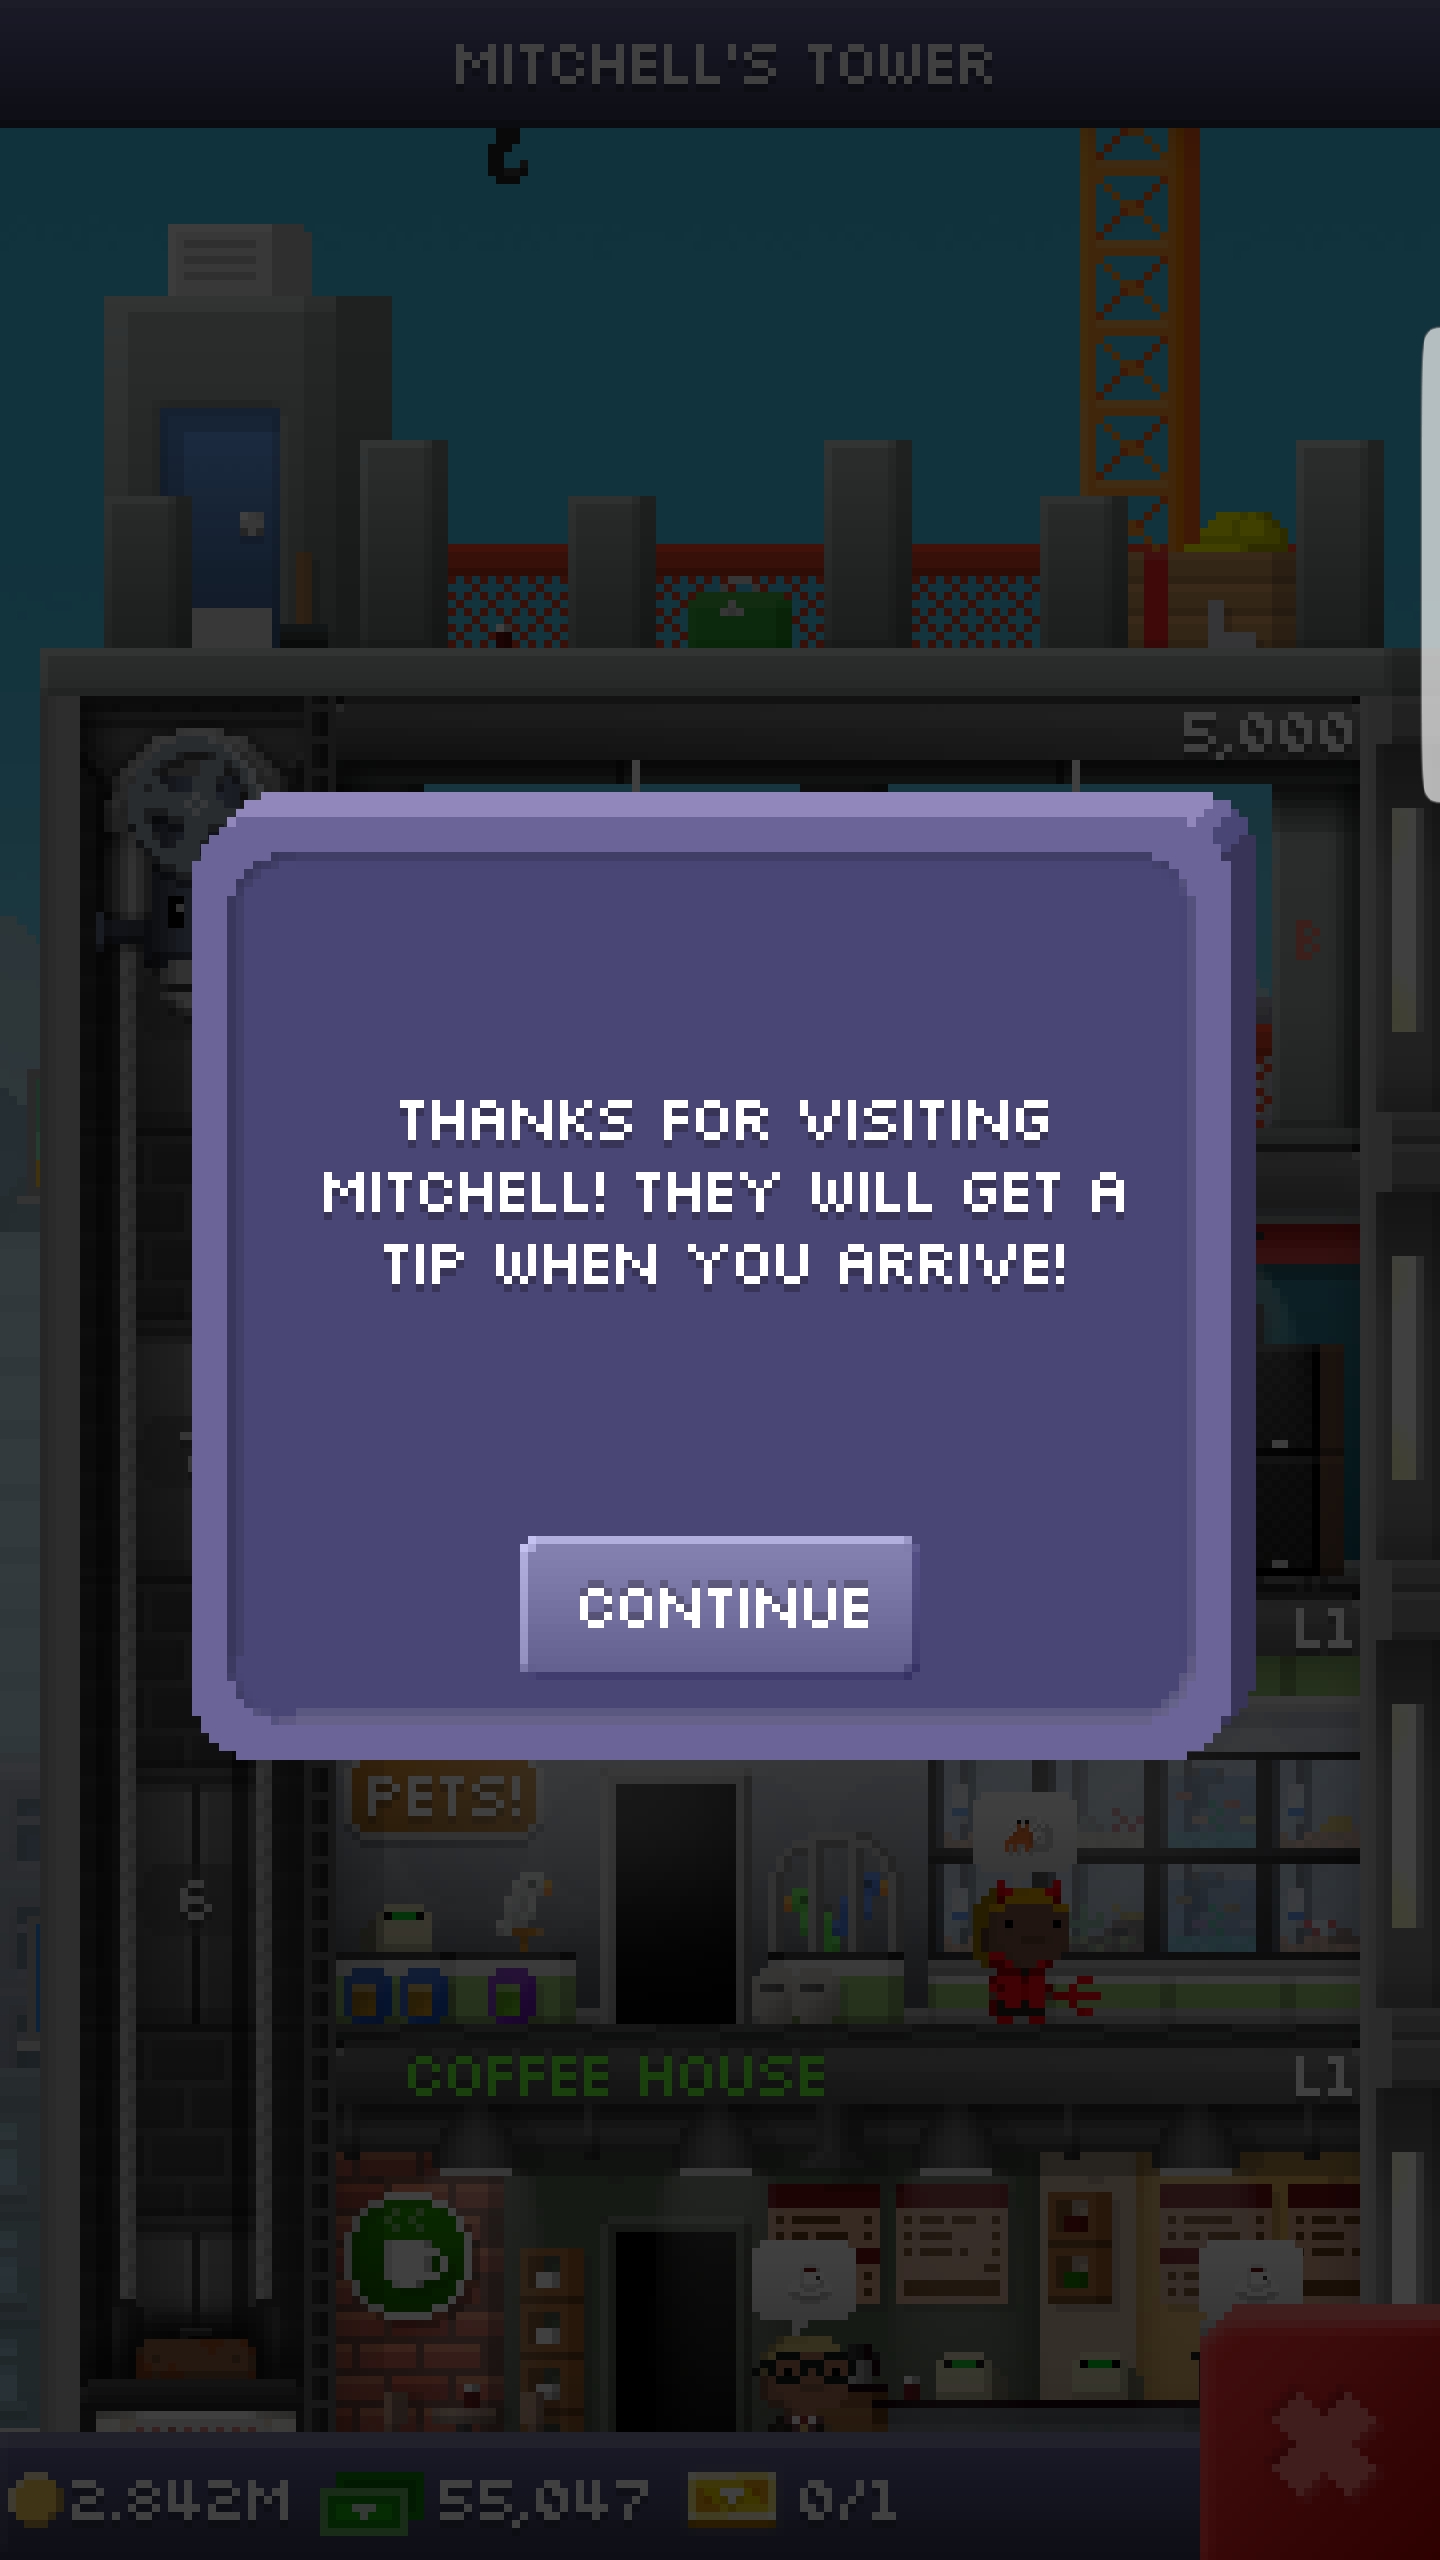 MITCHELL'S TOWER
5,000
B
THANKS FOR VISITING
MITCHELL! THEY WILL GET A
TIP WHEN YOU ARRIVE!
CONTINUE
L1
PETS!
6
COFFEE HOUSE
L1
2.842M
55,047
0/1